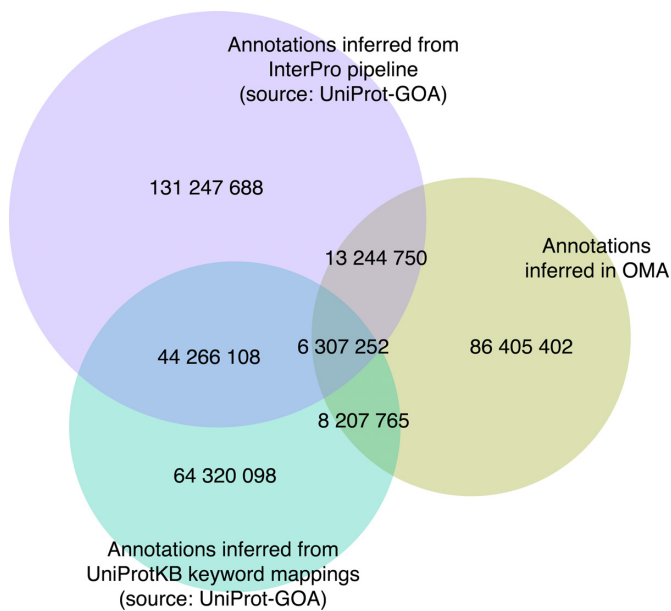 Annotations inferred from
InterPro pipeline
(source: UniProt-GOA)
131 247 688
13 244 750
Annotations
inferred in OMA
44 266 108
6 307 252
86 405 402
8 207 765
64 320 098
Annotations inferred from
UniProtKB keyword mappings
(source: UniProt-GOA)